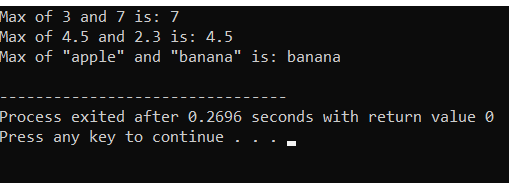 Max of 3 and 7 is: 7
Max of 4.5 and 2.3 is: 4.5
Max of "apple" and "banana" is: banana
--------------------------------
Process exited after 0.2696 seconds with return value 0
Press any key to continue . . .